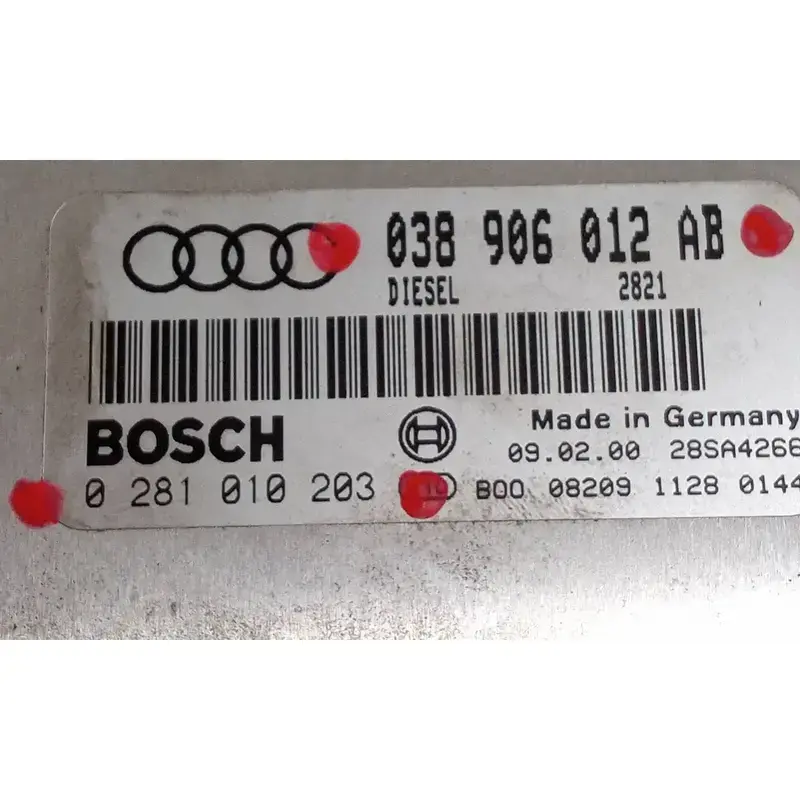 038 906 012 AB
DIESEL 2821
BOSCH
Made in Germany
09.02.00 28SA4266
0 281 010 203 B00 08209 1128 0144